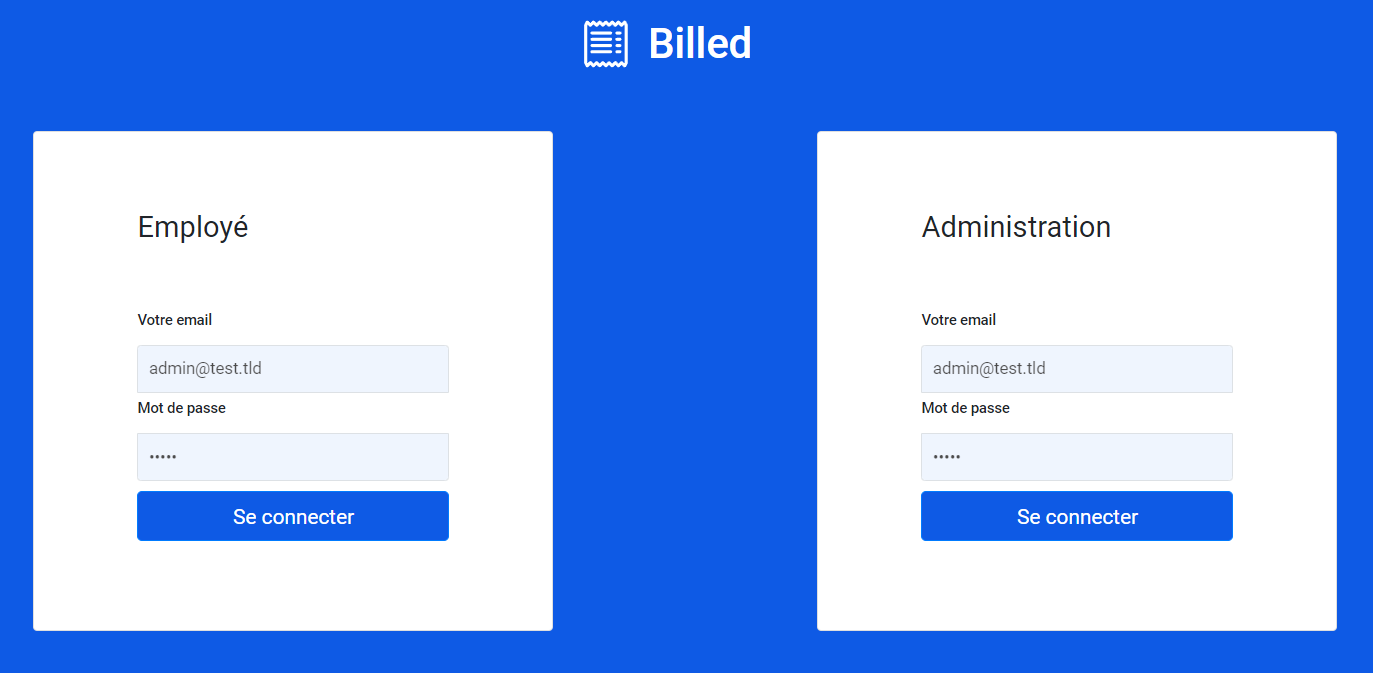 Billed
Employé
Votre email
admin@test.tld
Mot de passe
•••••
Se connecter
Administration
Votre email
admin@test.tld
Mot de passe
•••••
Se connecter